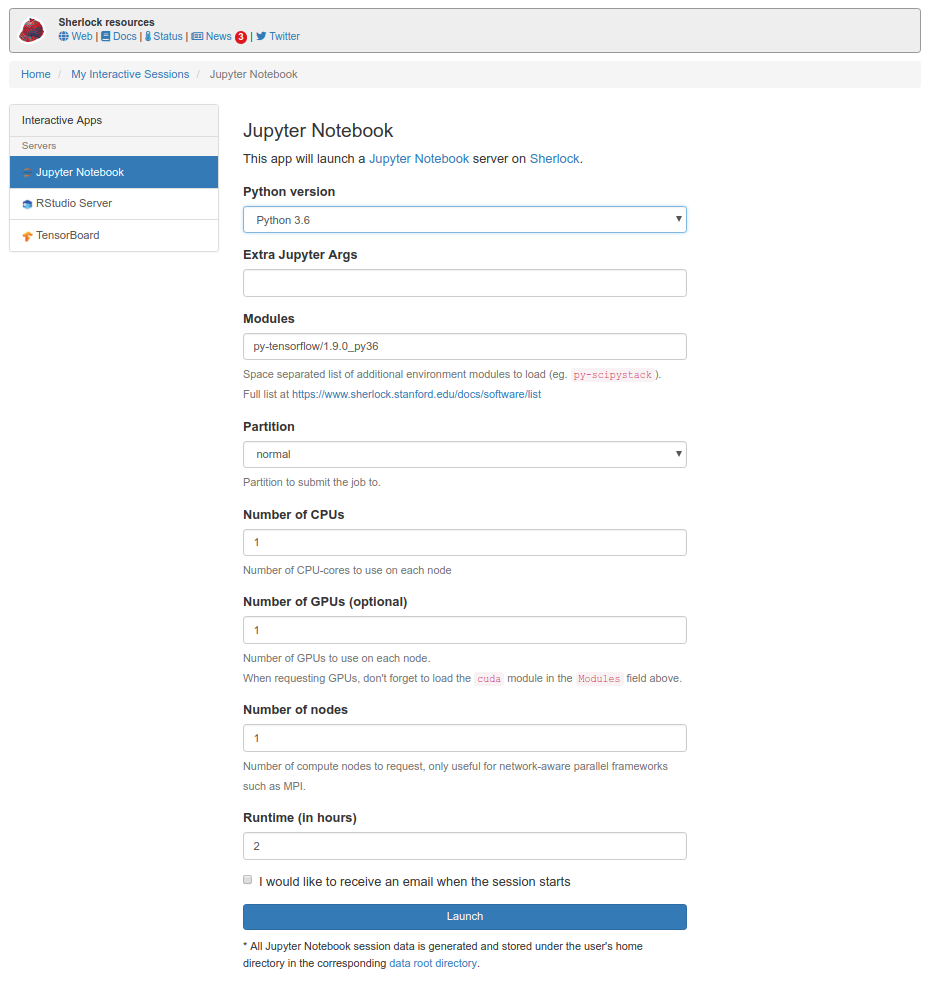 Sherlock resources
Web | Docs | Status | News 3 | Twitter
Home / My Interactive Sessions / Jupyter Notebook
Interactive Apps
Servers
Jupyter Notebook
RStudio Server
TensorBoard
Jupyter Notebook
This app will launch a Jupyter Notebook server on Sherlock.
Python version
Python 3.6
Extra Jupyter Args
Modules
py-tensorflow/1.9.0_py36
Space separated list of additional environment modules to load (eg. py-scipystack ).
Full list at https://www.sherlock.stanford.edu/docs/software/list
Partition
normal
Partition to submit the job to.
Number of CPUs
1
Number of CPU-cores to use on each node
Number of GPUs (optional)
1
Number of GPUs to use on each node.
When requesting GPUs, don't forget to load the cuda module in the Modules field above.
Number of nodes
1
Number of compute nodes to request, only useful for network-aware parallel frameworks
such as MPI.
Runtime (in hours)
2
I would like to receive an email when the session starts
Launch
* All Jupyter Notebook session data is generated and stored under the user's home
directory in the corresponding data root directory.